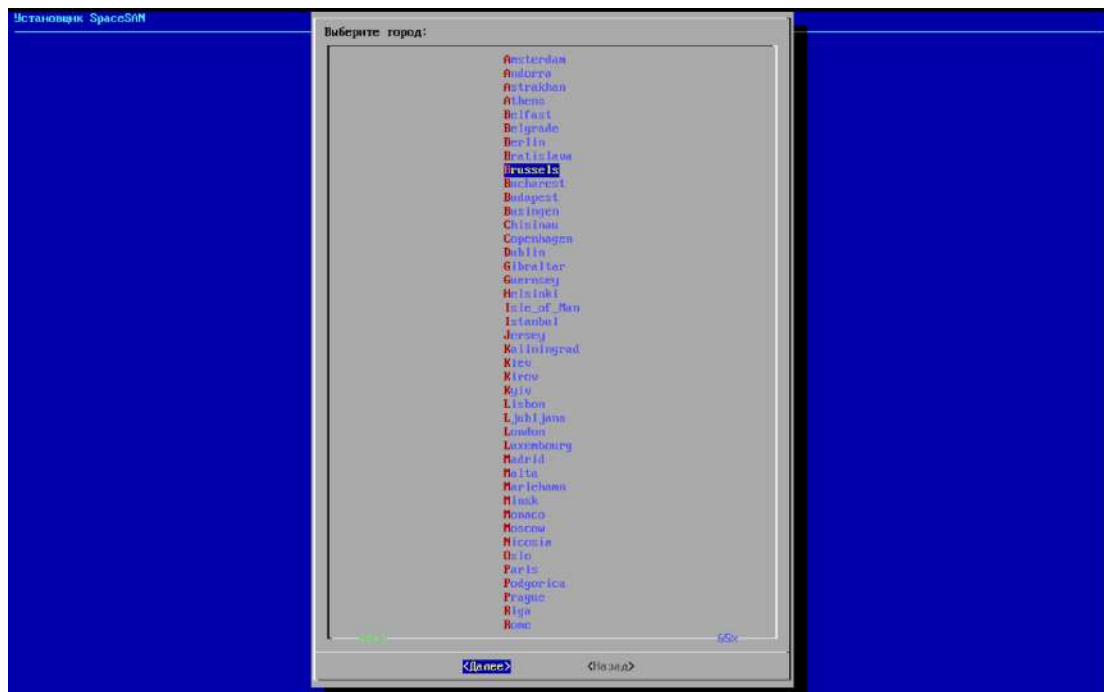 Установщик SpaceSAN
Выберите город:
Amsterdam
Andorra
Astrakhan
Athens
Belfast
Belgrade
Berlin
Bratislava
Brussels
Bucharest
Budapest
Busingen
Chisinau
Copenhagen
Dublin
Gibraltar
Guernsey
Helsinki
Isle_of_Man
Istanbul
Jersey
Kaliningrad
Kiev
Kirov
Kyiv
Lisbon
Ljubljana
London
Luxembourg
Madrid
Malta
Mariehamn
Minsk
Monaco
Moscow
Nicosia
Oslo
Paris
Podgorica
Prague
Riga
Rome
65%
<Далее> <Назад>